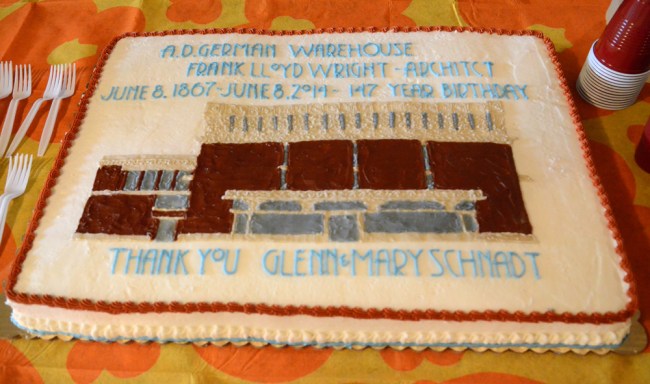 A.D. GERMAN WAREHOUSE
FRANK LLOYD WRIGHT - ARCHITCT
JUNE 8, 1867 - JUNE 8, 2014 - 147 YEAR BIRTHDAY
THANK YOU GLENN & MARY SCHNADT